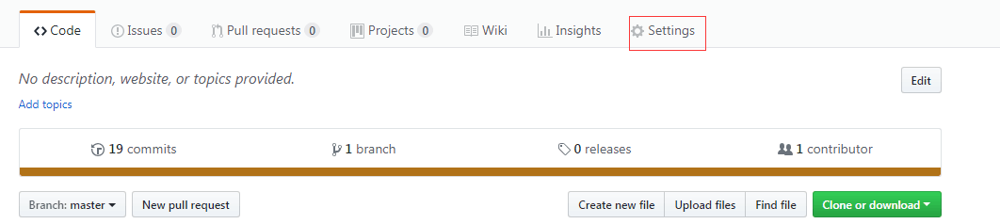 Code Issues 0 Pull requests 0 Projects 0 Wiki Insights Settings
No description, website, or topics provided. Edit
Add topics
19 commits 1 branch 0 releases 1 contributor
Branch: master New pull request Create new file Upload files Find file Clone or download